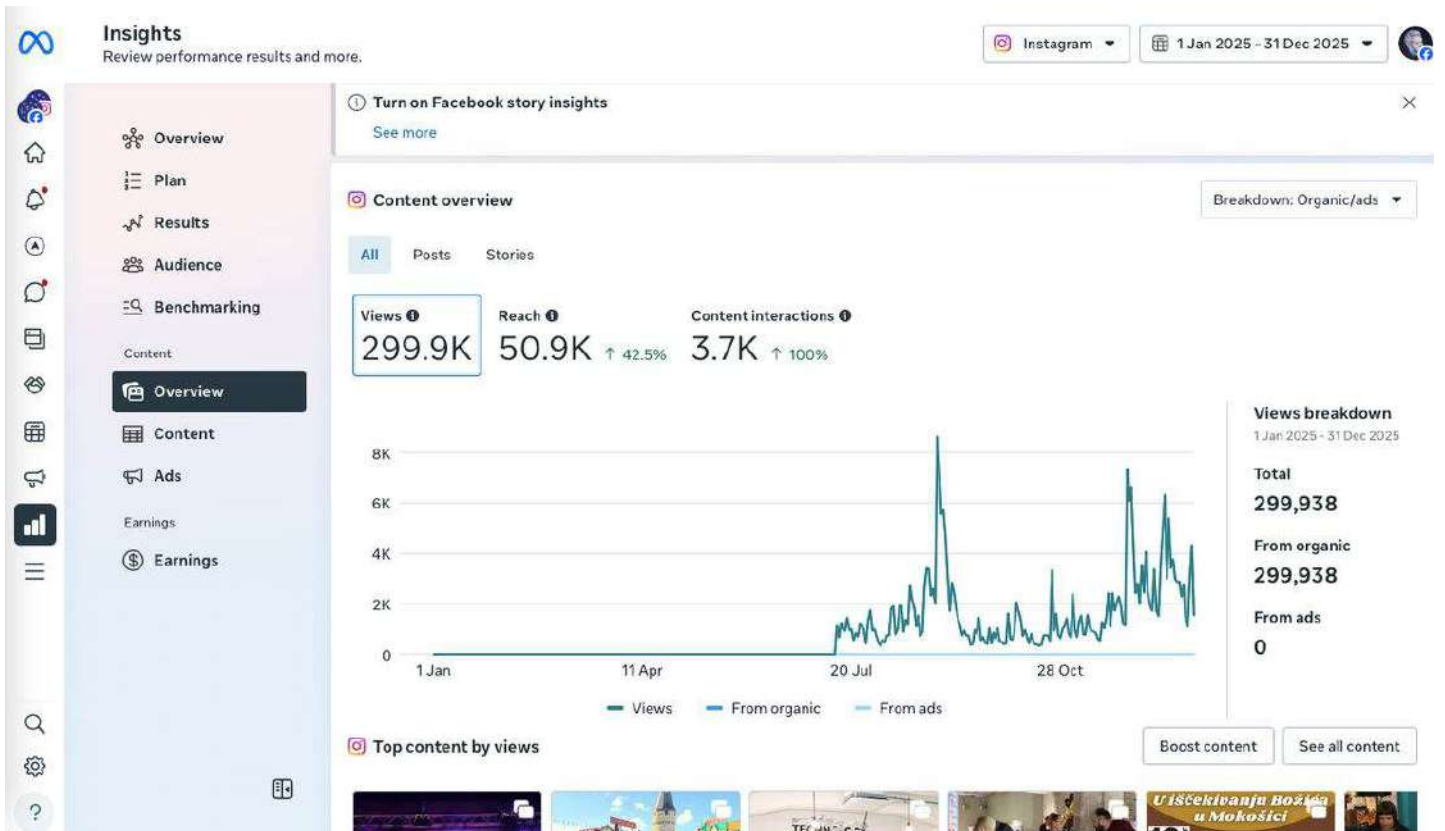 Insights
Review performance results and more.
Instagram
1 Jan 2025 - 31 Dec 2025
Turn on Facebook story insights
See more
Overview
Plan
Results
Audience
Benchmarking
Content
Overview
Content
Ads
Earnings
Earnings
Content overview
Breakdown: Organic/ads
All Posts Stories
Views Reach Content interactions
299.9K 50.9K ↑ 42.5% 3.7K ↑ 100%
8K
6K
4K
2K
0
1 Jan 11 Apr 20 Jul 28 Oct
Views From organic From ads
Views breakdown
1 Jan 2025 - 31 Dec 2025
Total
299,938
From organic
299,938
From ads
0
Top content by views
Boost content See all content
U iščekivanju Božića
u Mokošici